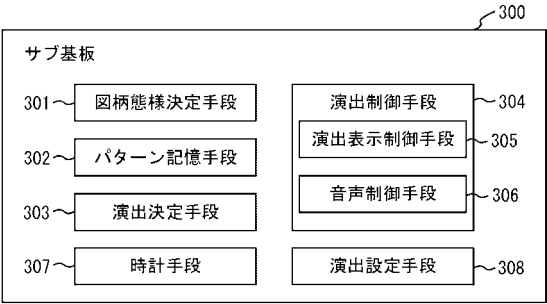 300
サブ基板
301
図柄態様決定手段
302
パターン記憶手段
303
演出決定手段
307
時計手段
演出制御手段
304
演出表示制御手段
305
音声制御手段
306
演出設定手段
308